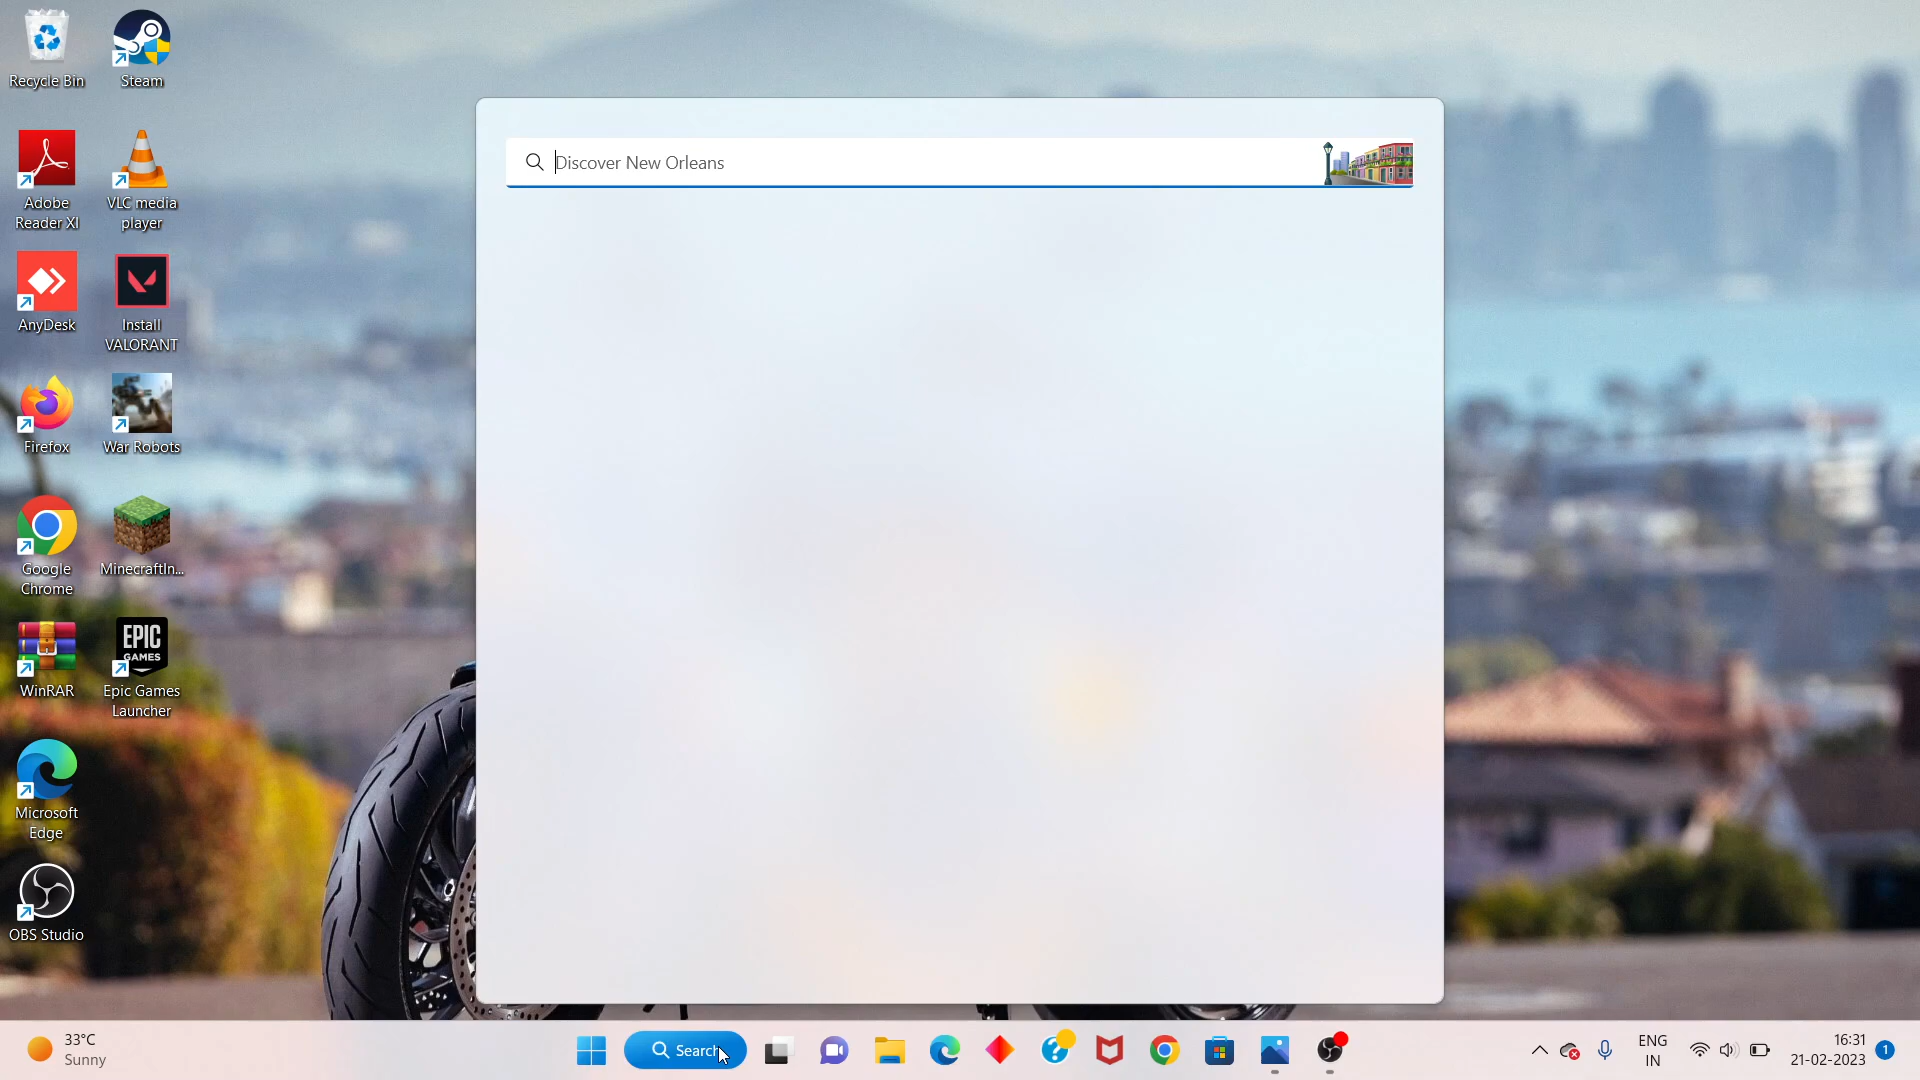 Recycle Bin
Steam
Adobe
Reader XI
VLC media
player
AnyDesk
Install
VALORANT
Firefox
War Robots
Google
Chrome
MinecraftIn...
WinRAR
EPIC
GAMES
Epic Games
Launcher
Microsoft
Edge
OBS Studio
Discover New Orleans
33°C
Sunny
Search
ENG
IN
16:31
21-02-2023
1